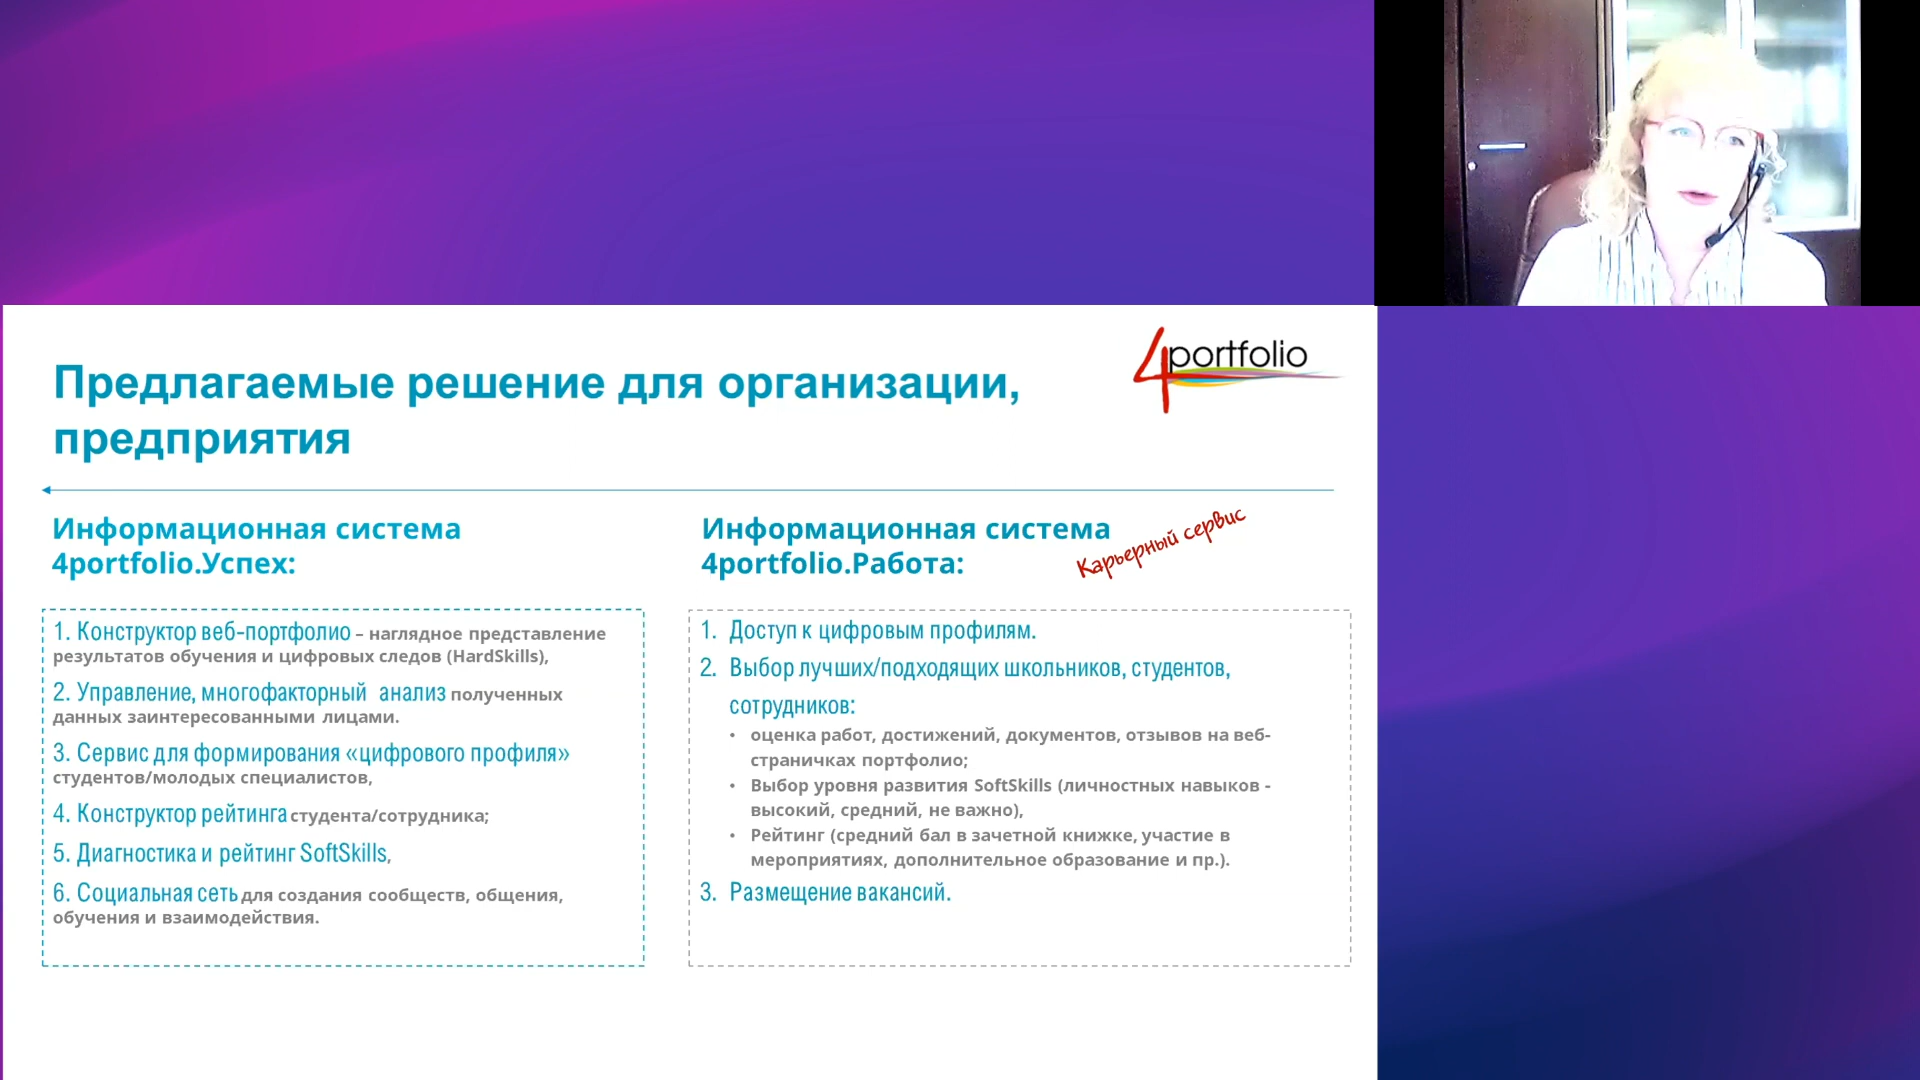 4portfolio
Предлагаемые решение для организации,
предприятия
Информационная система
4portfolio.Успех:
1. Конструктор веб-портфолио – наглядное представление
результатов обучения и цифровых следов (HardSkills),
2. Управление, многофакторный анализ полученных
данных заинтересованными лицами.
3. Сервис для формирования «цифрового профиля»
студентов/молодых специалистов,
4. Конструктор рейтинга студента/сотрудника;
5. Диагностика и рейтинг SoftSkills,
6. Социальная сеть для создания сообществ, общения,
обучения и взаимодействия.
Информационная система
4portfolio.Работа:
Карьерный сервис
1. Доступ к цифровым профилям.
2. Выбор лучших/подходящих школьников, студентов,
сотрудников:
• оценка работ, достижений, документов, отзывов на веб-
страничках портфолио;
• Выбор уровня развития SoftSkills (личностных навыков -
высокий, средний, не важно),
• Рейтинг (средний бал в зачетной книжке, участие в
мероприятиях, дополнительное образование и пр.).
3. Размещение вакансий.